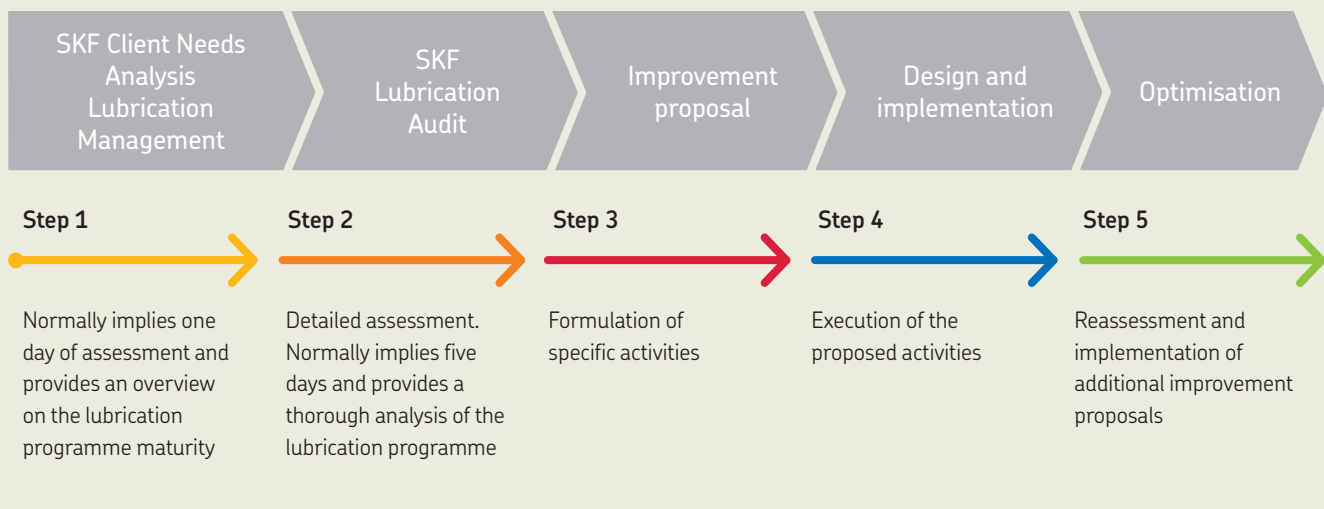 SKF Client Needs
Analysis
Lubrication
Management
SKF
Lubrication
Audit
Improvement
proposal
Design and
implementation
Optimisation
Step 1
Normally implies one
day of assessment and
provides an overview
on the lubrication
programme maturity
Step 2
Detailed assessment.
Normally implies five
days and provides a
thorough analysis of the
lubrication programme
Step 3
Formulation of
specific activities
Step 4
Execution of the
proposed activities
Step 5
Reassessment and
implementation of
additional improvement
proposals